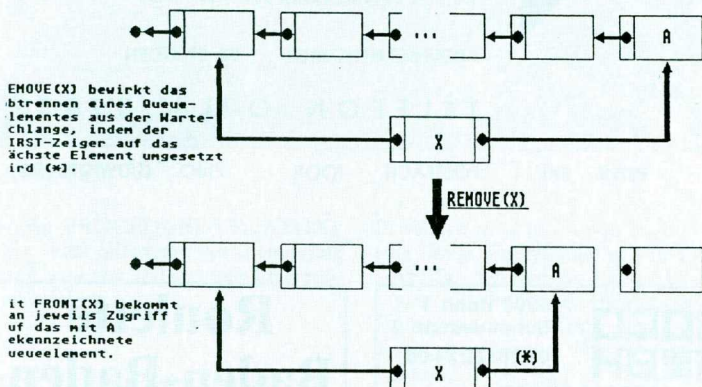 ... A
EMOVE(X) bewirkt das
btrennen eines Queue-
lementes aus der Warte-
chlange, indem der
IRST-Zeiger auf das
ächste Element umgesetzt
ird (*).
X
REMOVE(X)
... A
it FRONT(X) bekommt
an jeweils Zugriff
uf das mit A
ekennzeichnete
ueueelement.
X (*)